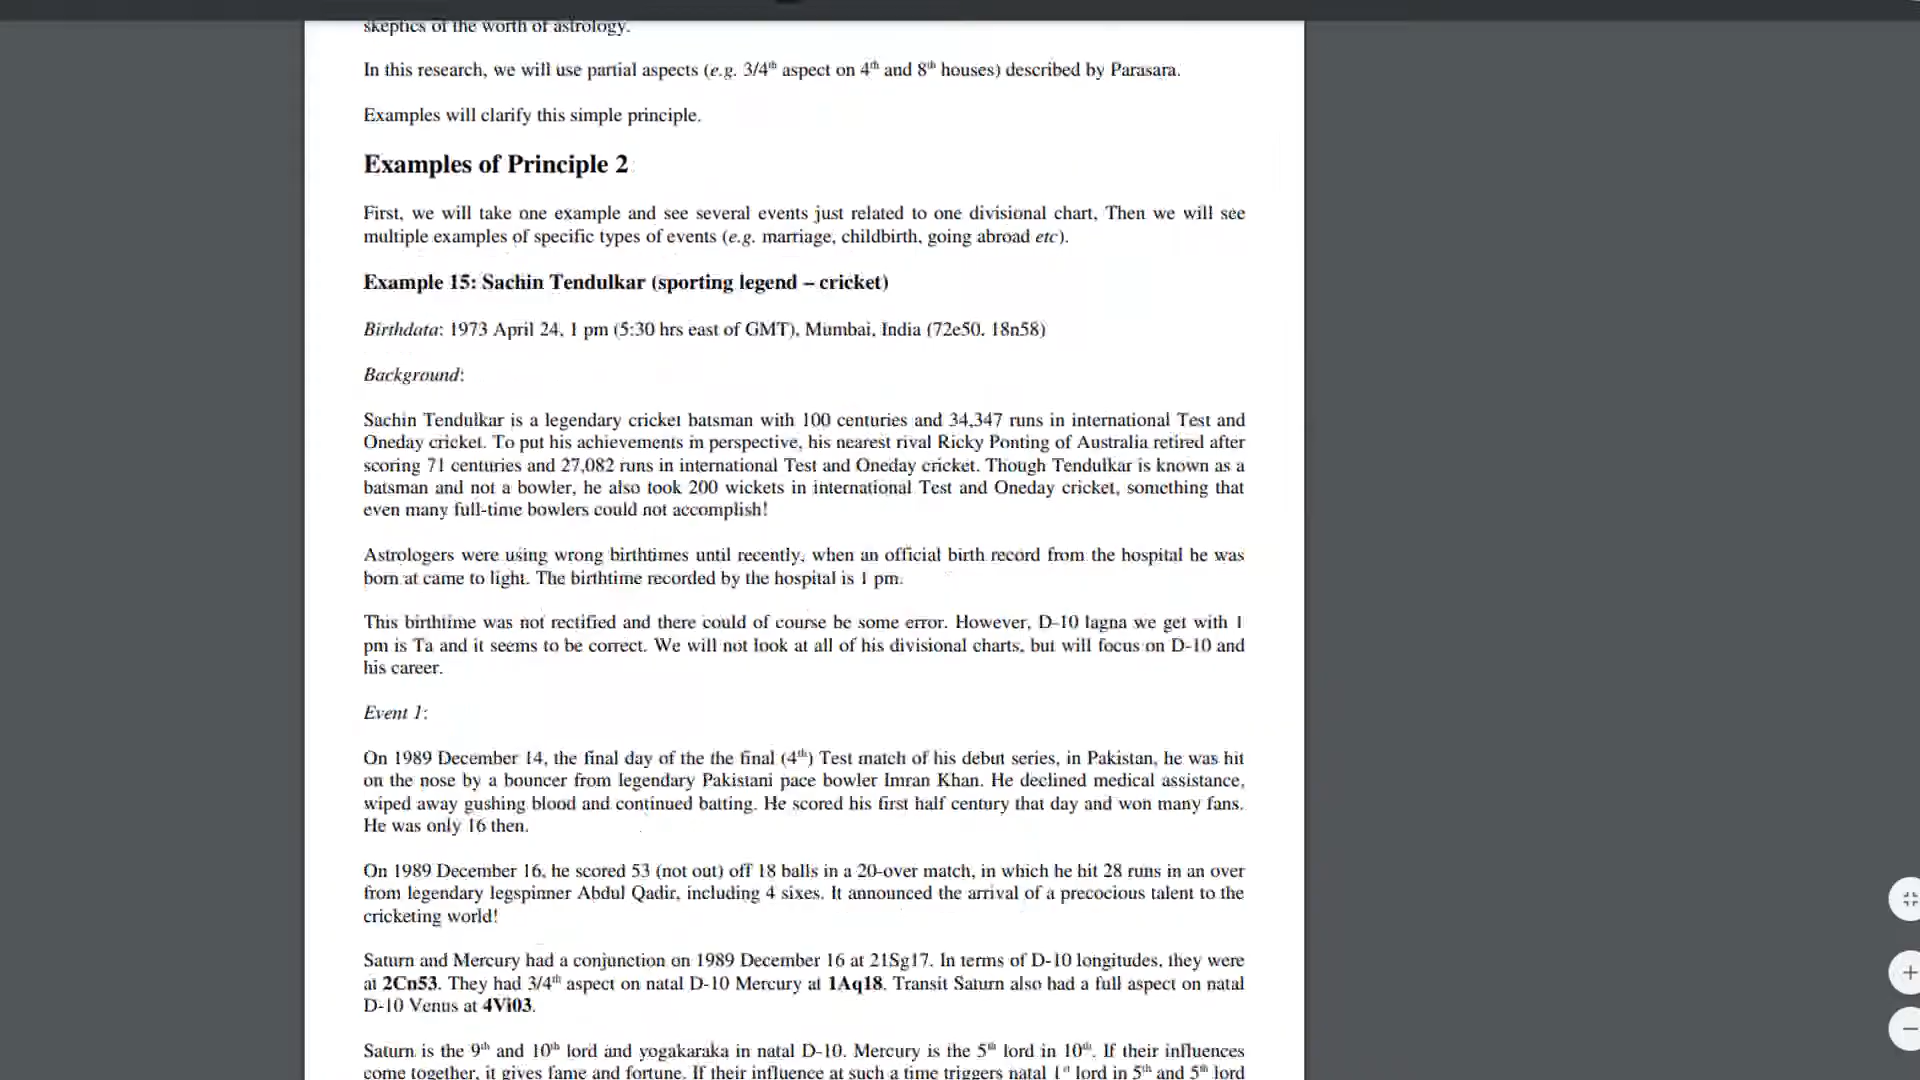 skeptics of the worth of astrology.
In this research, we will use partial aspects (e.g. 3/4th aspect on 4th and 8th houses) described by Parasara.
Examples will clarify this simple principle.
Examples of Principle 2
First, we will take one example and see several events just related to one divisional chart, Then we will see
multiple examples of specific types of events (e.g. marriage, childbirth, going abroad etc).
Example 15: Sachin Tendulkar (sporting legend – cricket)
Birthdata: 1973 April 24, 1 pm (5:30 hrs east of GMT), Mumbai, India (72e50, 18n58)
Background:
Sachin Tendulkar is a legendary cricket batsman with 100 centuries and 34,347 runs in international Test and
Oneday cricket. To put his achievements in perspective, his nearest rival Ricky Ponting of Australia retired after
scoring 71 centuries and 27,082 runs in international Test and Oneday cricket. Though Tendulkar is known as a
batsman and not a bowler, he also took 200 wickets in international Test and Oneday cricket, something that
even many full-time bowlers could not accomplish!
Astrologers were using wrong birthtimes until recently, when an official birth record from the hospital he was
born at came to light. The birthtime recorded by the hospital is 1 pm.
This birthtime was not rectified and there could of course be some error. However, D-10 lagna we get with 1
pm is Ta and it seems to be correct. We will not look at all of his divisional charts, but will focus on D-10 and
his career.
Event 1:
On 1989 December 14, the final day of the the final (4th) Test match of his debut series, in Pakistan, he was hit
on the nose by a bouncer from legendary Pakistani pace bowler Imran Khan. He declined medical assistance,
wiped away gushing blood and continued batting. He scored his first half century that day and won many fans.
He was only 16 then.
On 1989 December 16, he scored 53 (not out) off 18 balls in a 20-over match, in which he hit 28 runs in an over
from legendary legspinner Abdul Qadir, including 4 sixes. It announced the arrival of a precocious talent to the
cricketing world!
Saturn and Mercury had a conjunction on 1989 December 16 at 21Sg17. In terms of D-10 longitudes, they were
at 2Cn53. They had 3/4th aspect on natal D-10 Mercury at 1Aq18. Transit Saturn also had a full aspect on natal
D-10 Venus at 4Vi03.
Saturn is the 9th and 10th lord and yogakaraka in natal D-10. Mercury is the 5th lord in 10th. If their influences
come together, it gives fame and fortune. If their influence at such a time triggers natal 1st lord in 5th and 5th lord